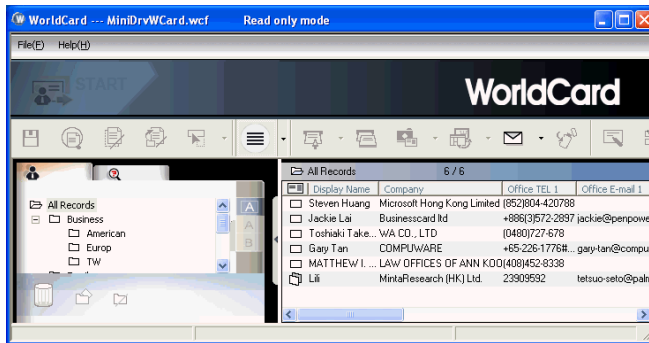 WorldCard --- MiniDrvWCard.wcf Read only mode
File(F) Help(H)
START
WorldCard
All Records 6 / 6
Display Name Company Office TEL 1 Office E-mail 1
Steven Huang Microsoft Hong Kong Limited (852)804-420788
Jackie Lai Businesscard ltd +886(3)572-2897 jackie@penpowe
Toshiaki Take... WA CO., LTD (0480)727-678
Gary Tan COMPUWARE +65-226-1776#... gary-tan@compu
MATTHEW I. ... LAW OFFICES OF ANN KOO (408)452-8338
Lili MintaResearch (HK) Ltd. 23909592 tetsuo-seto@palm
All Records
Business
American
Europ
TW
A
A
B